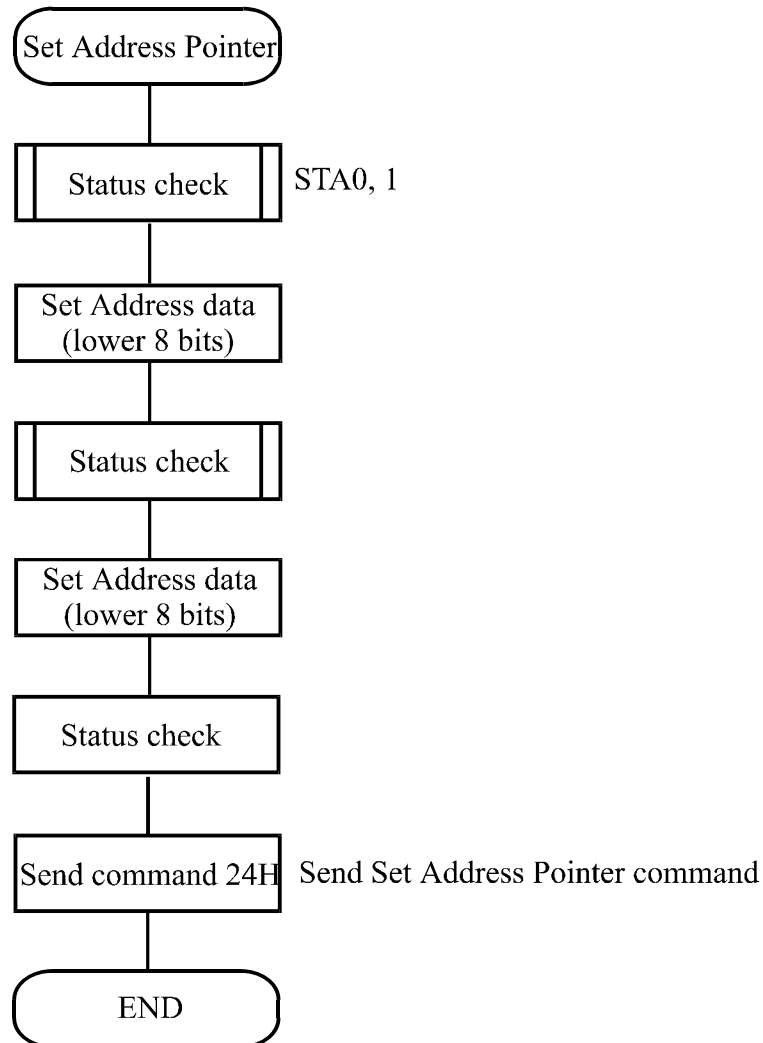 Set Address Pointer
Status check
STA0, 1
Set Address data
(lower 8 bits)
Status check
Set Address data
(lower 8 bits)
Status check
Send command 24H
Send Set Address Pointer command
END